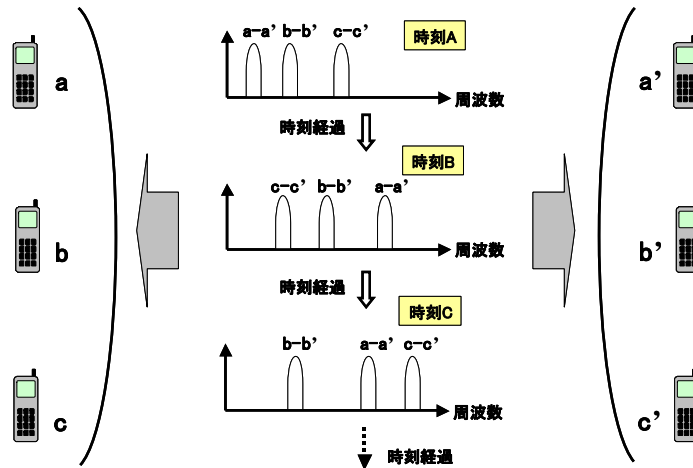 a-a’ b-b’ c-c’
時刻A
a
a’
周波数
時刻経過
時刻B
c-c’ b-b’ a-a’
b
b’
周波数
時刻経過
時刻C
b-b’ a-a’ c-c’
c
c’
周波数
時刻経過